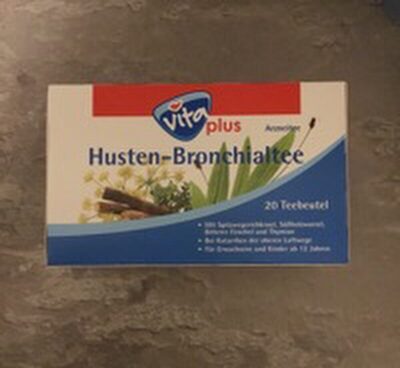 vita
plus
Arzneitee
Husten-Bronchialtee
20 Teebeutel
• Mit Spitzwegerichkraut, Süßholzwurzel,
Bitterem Fenchel und Thymian
• Bei Katarrhen der oberen Luftwege
• Für Erwachsene und Kinder ab 12 Jahren